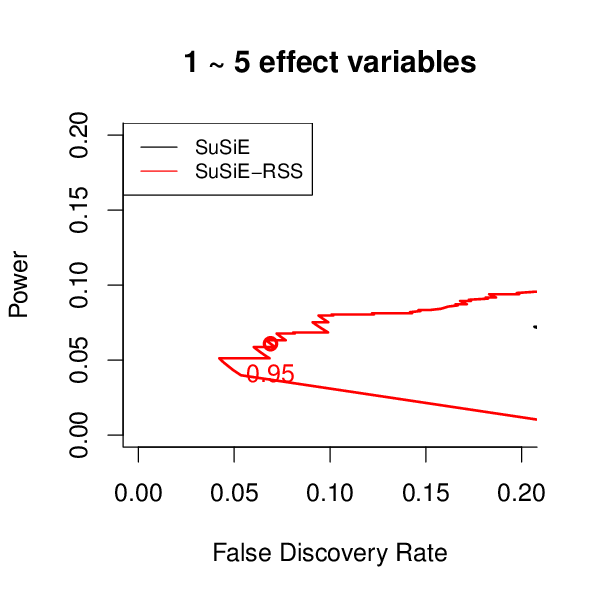 1 ~ 5 effect variables
SuSiE
SuSiE−RSS
0.20
0.15
0.10
0.05
0.00
Power
0.95
0.00 0.05 0.10 0.15 0.20
False Discovery Rate